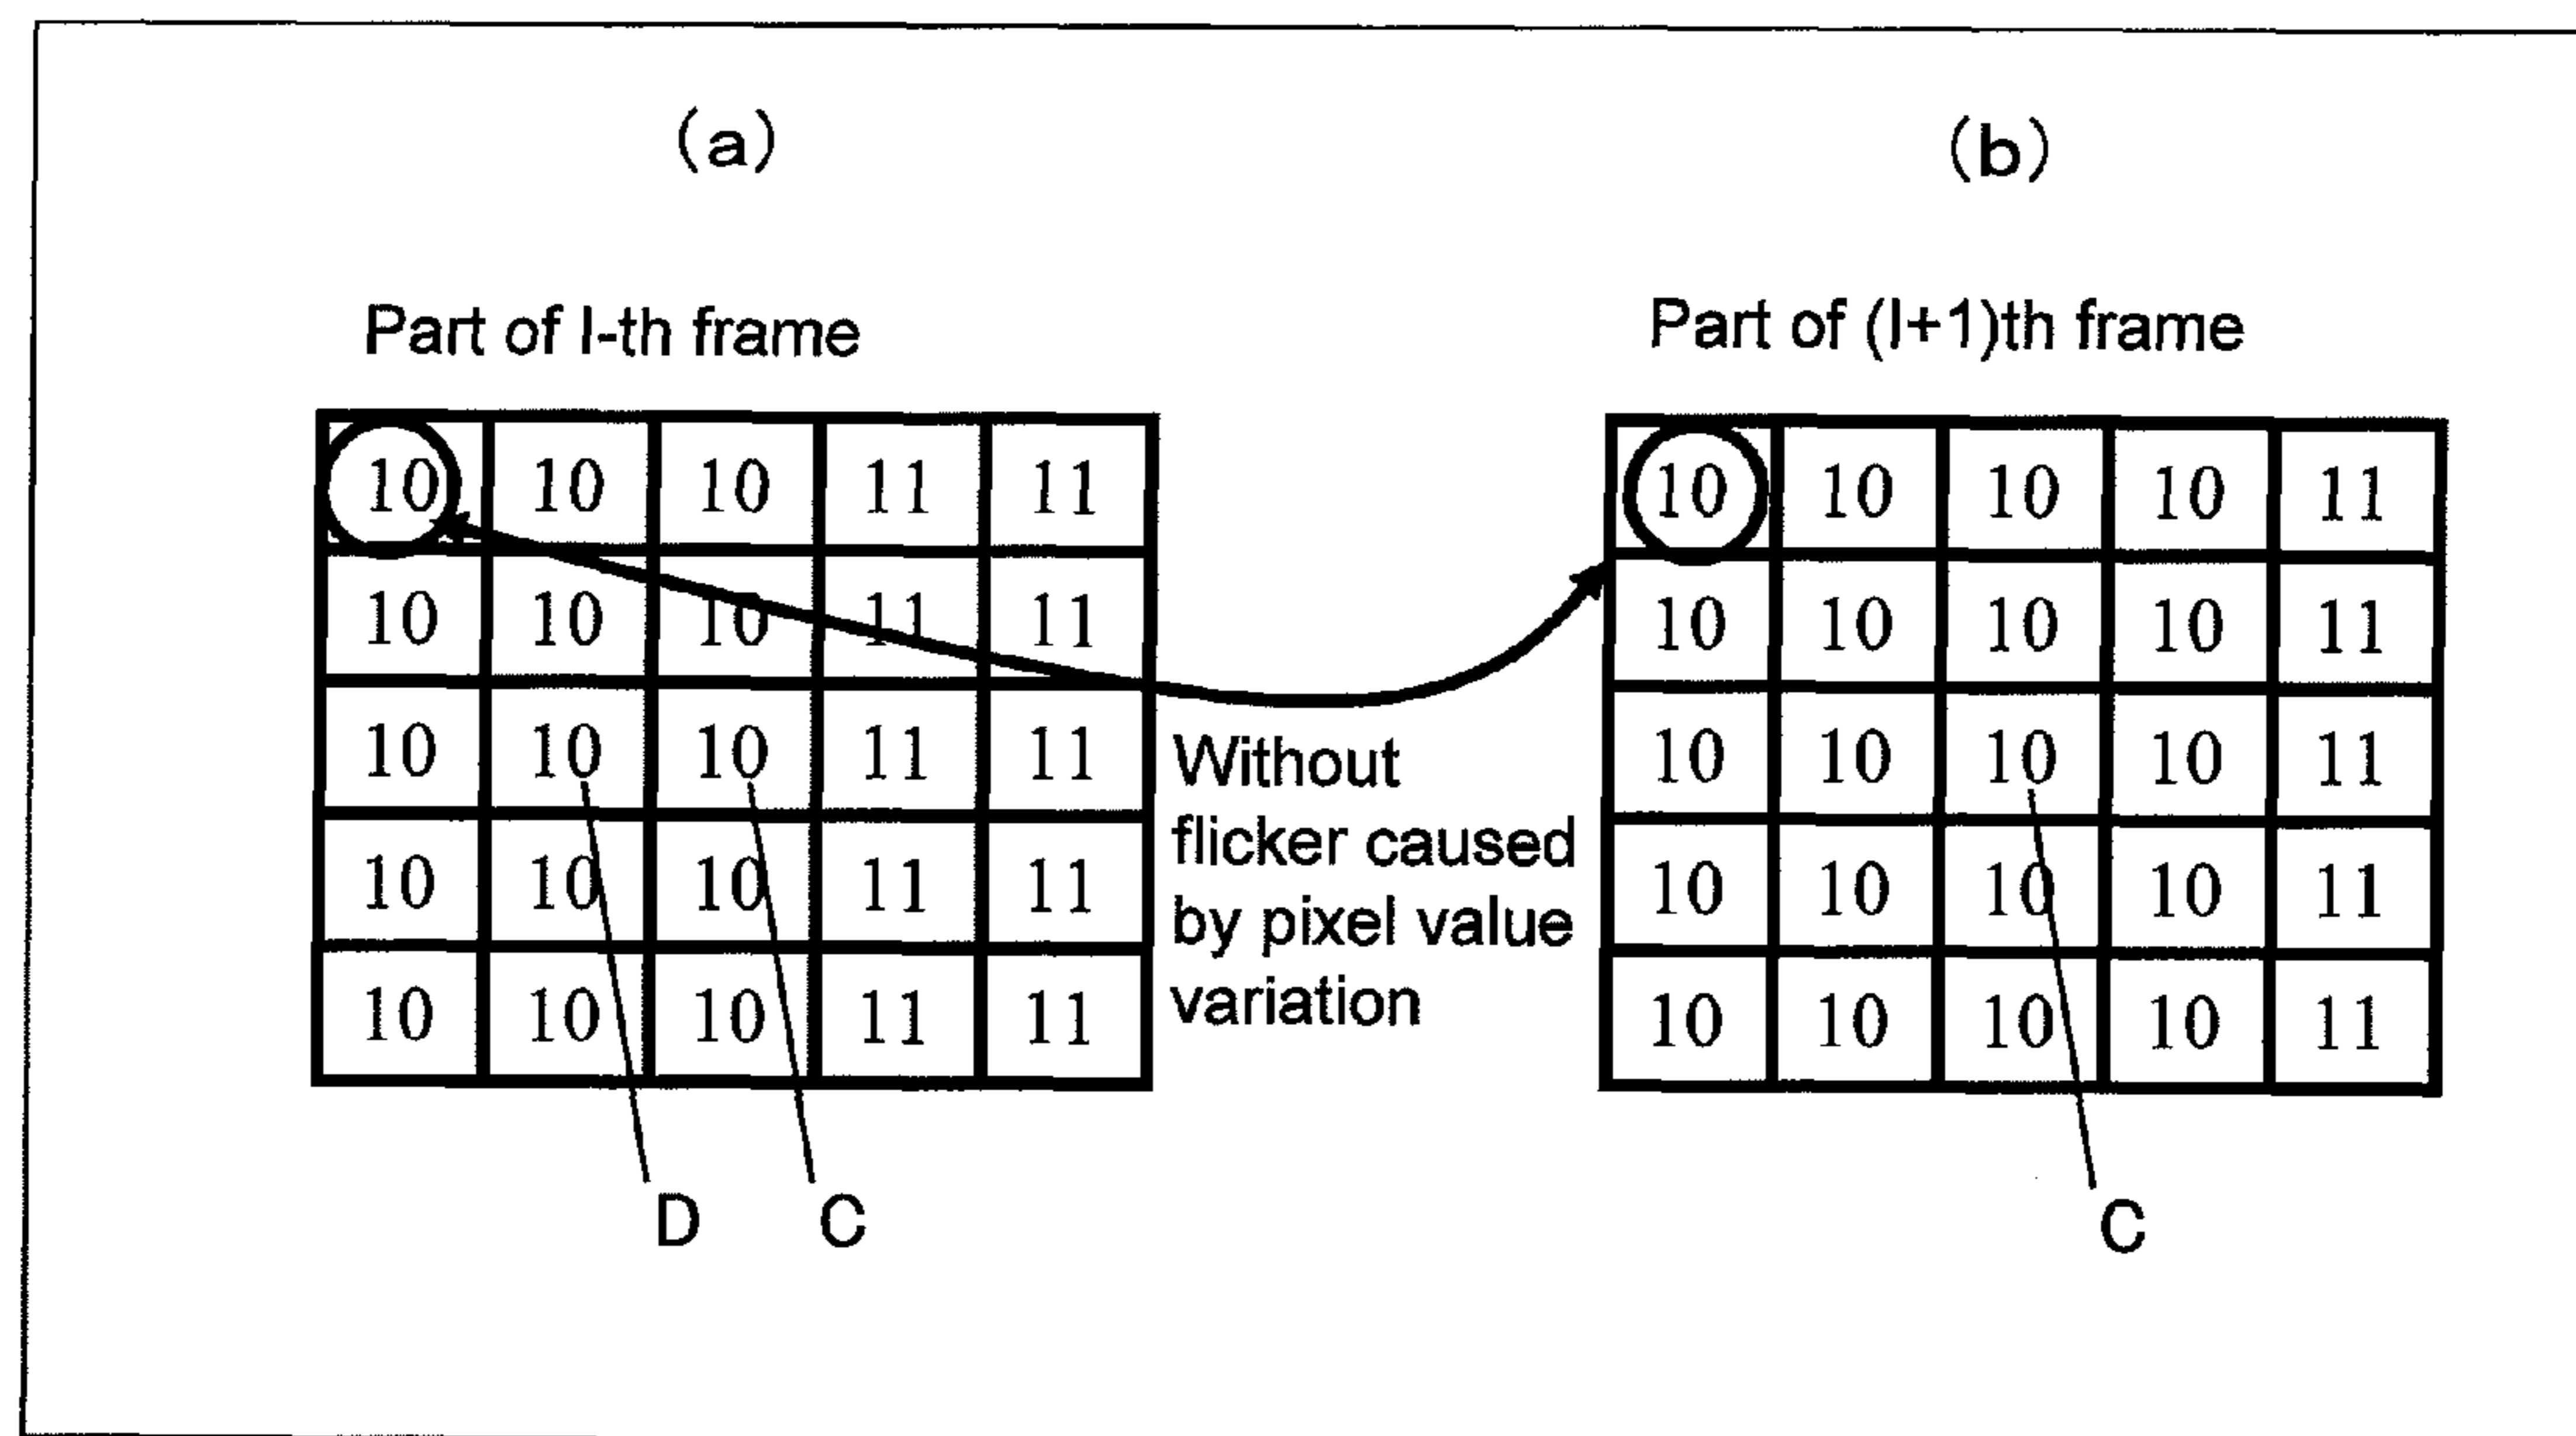 (a)
Part of I-th frame
10 10 10 11 11
10 10 10 11 11
10 10 10 11 11
10 10 10 11 11
10 10 10 11 11
D C
Without
flicker caused
by pixel value
variation
(b)
Part of (I+1)th frame
10 10 10 10 11
10 10 10 10 11
10 10 10 10 11
10 10 10 10 11
10 10 10 10 11
C